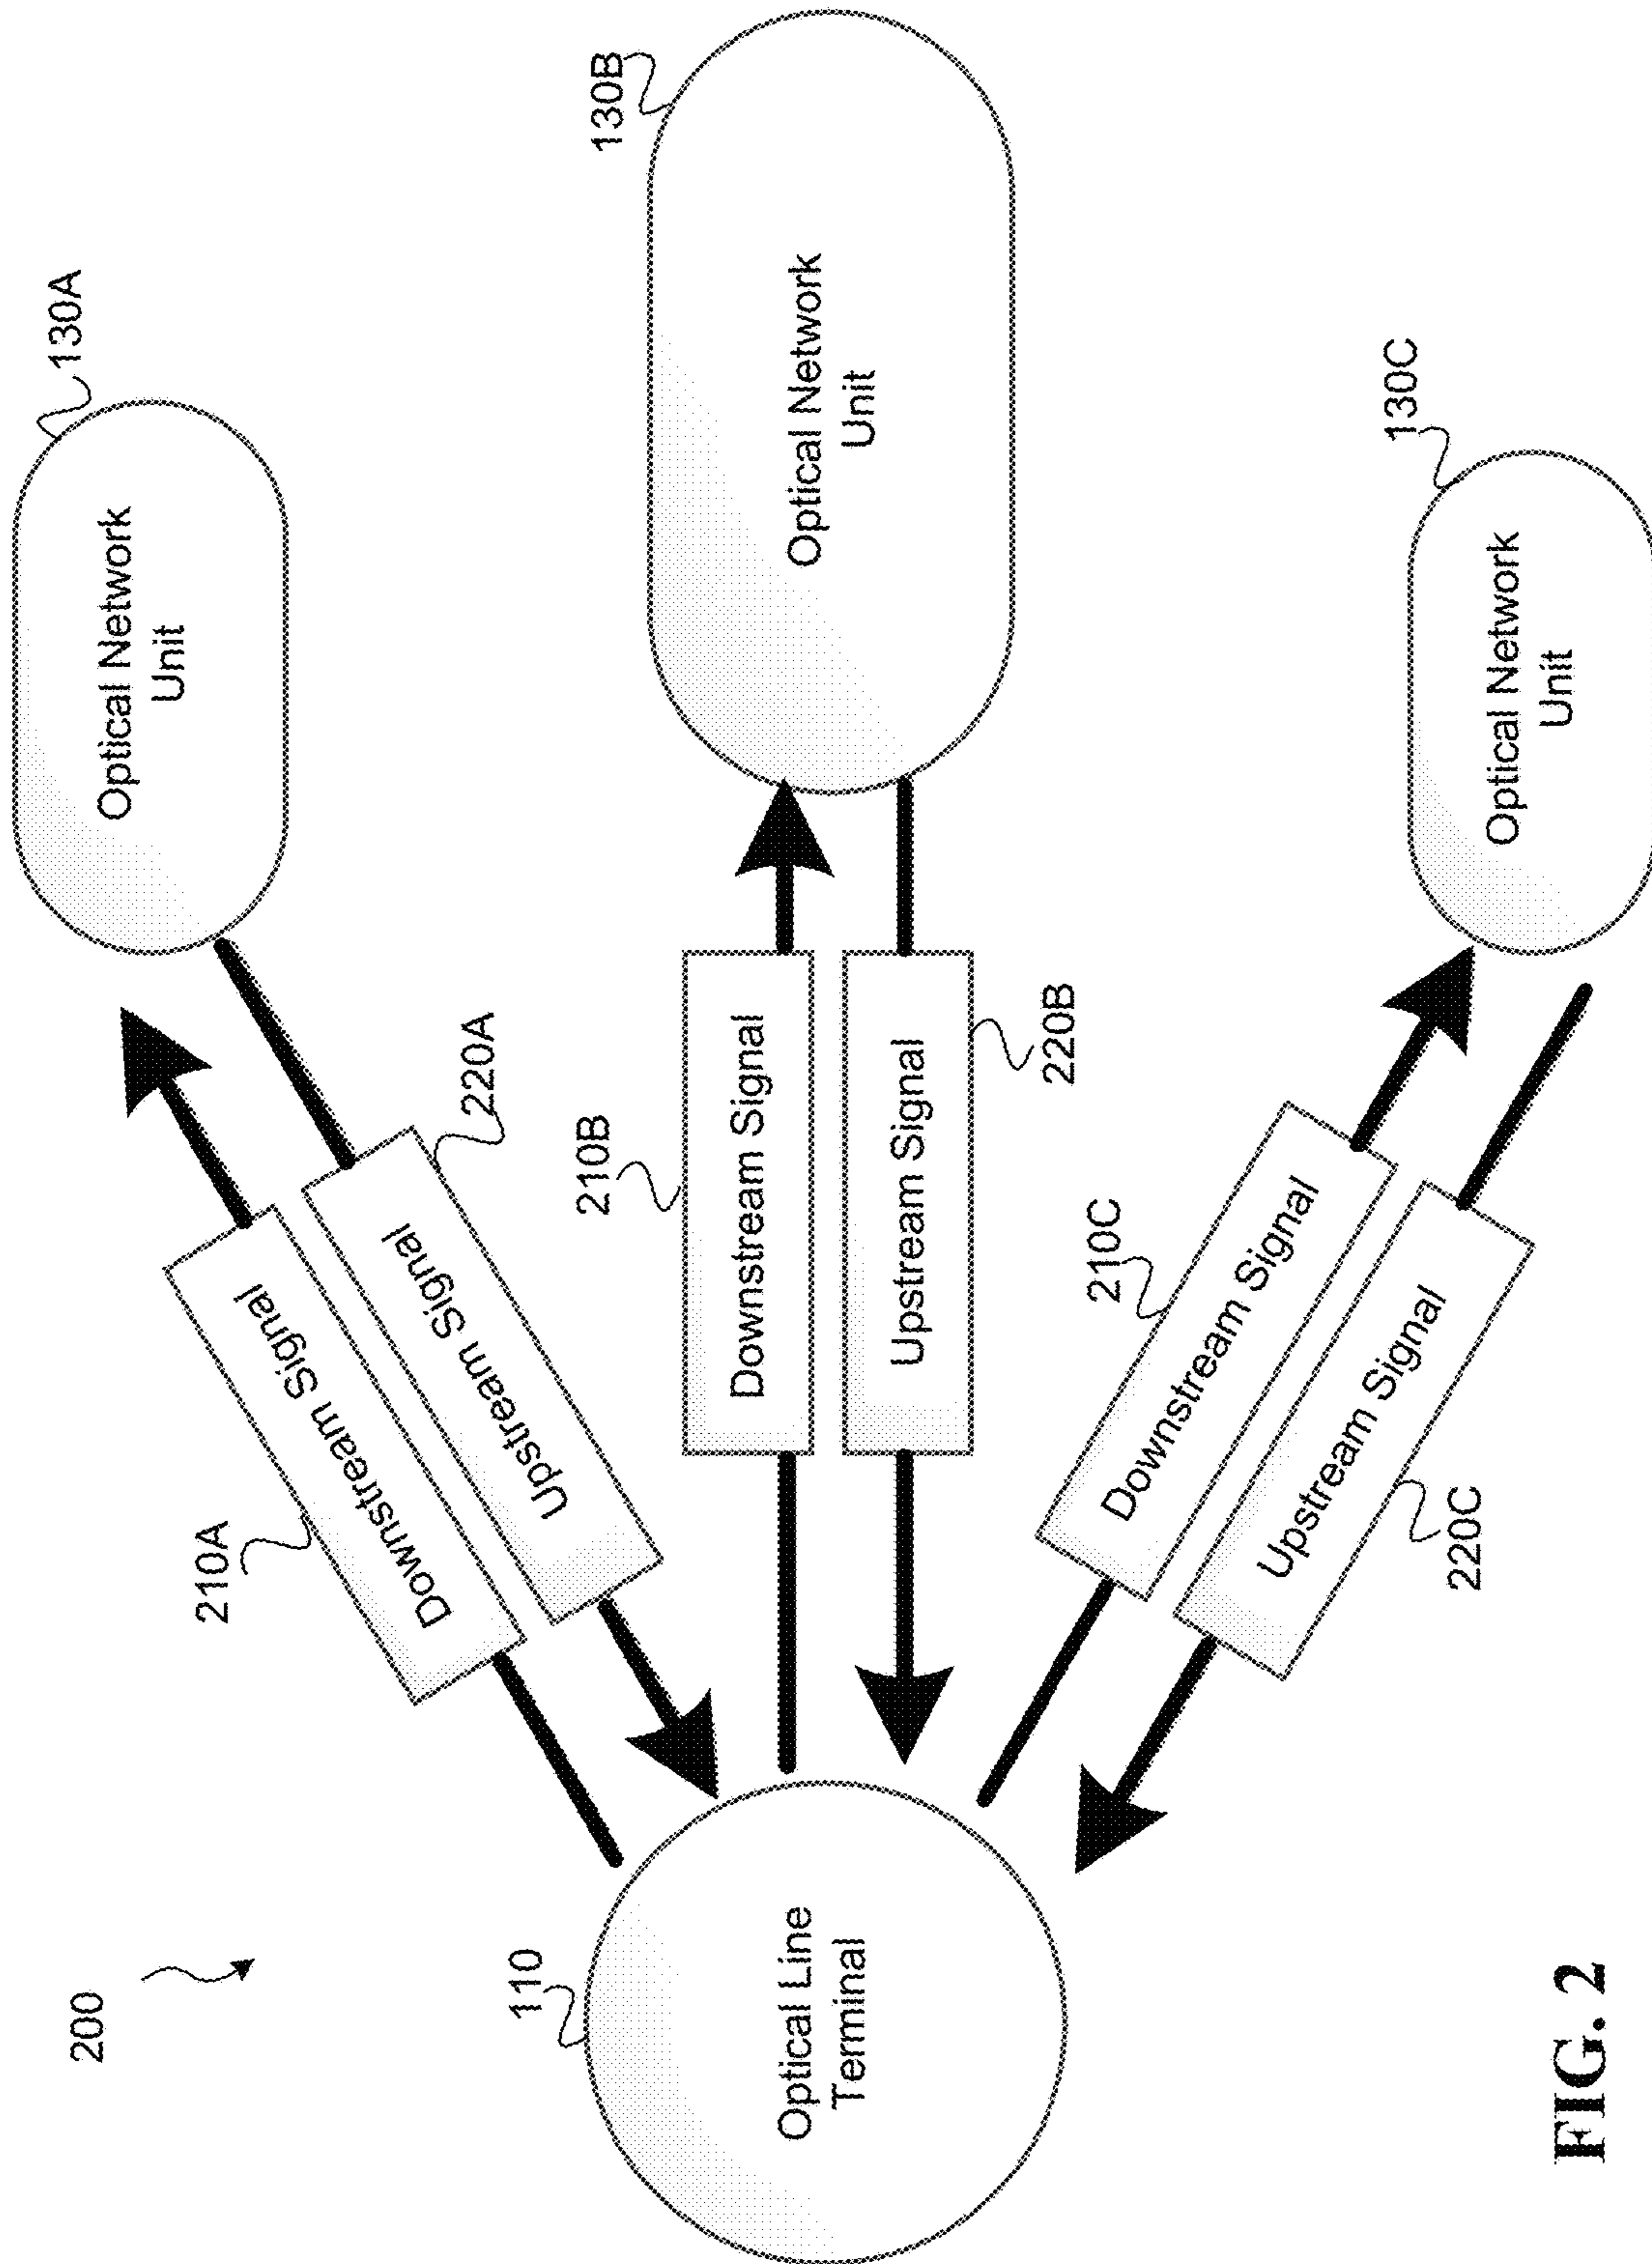 200
130A
Optical Network
Unit
210A
Downstream Signal
Upstream Signal
220A
110
Optical Line
Terminal
210B
Downstream Signal
Upstream Signal
220B
130B
Optical Network
Unit
210C
Downstream Signal
Upstream Signal
220C
130C
Optical Network
Unit
FIG. 2